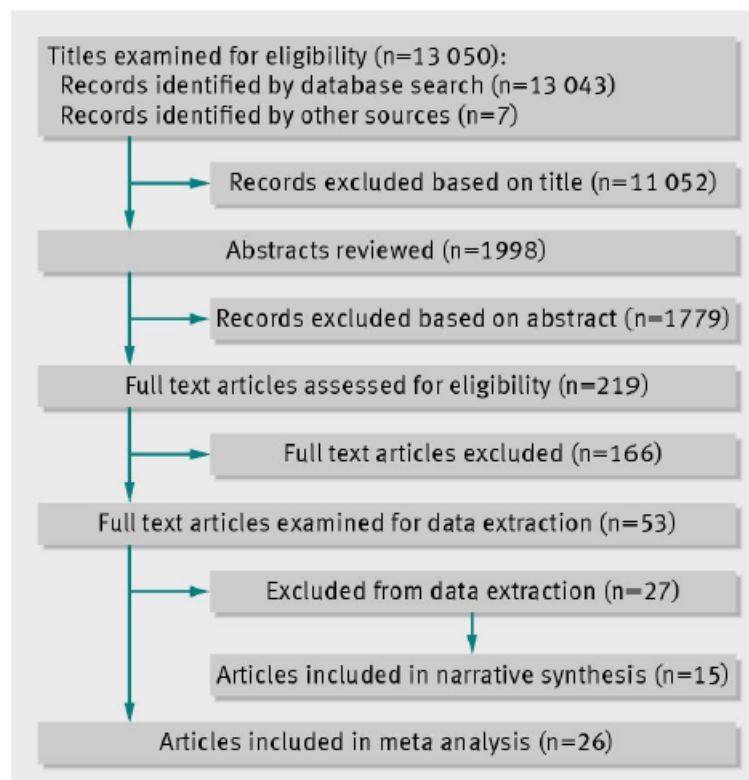 Titles examined for eligibility (n=13 050):
Records identified by database search (n=13 043)
Records identified by other sources (n=7)
Records excluded based on title (n=11 052)
Abstracts reviewed (n=1998)
Records excluded based on abstract (n=1779)
Full text articles assessed for eligibility (n=219)
Full text articles excluded (n=166)
Full text articles examined for data extraction (n=53)
Excluded from data extraction (n=27)
Articles included in narrative synthesis (n=15)
Articles included in meta analysis (n=26)